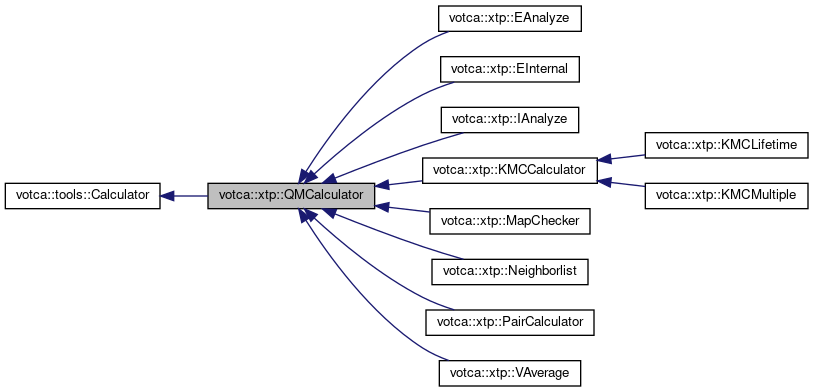 votca::xtp::EAnalyze
votca::xtp::EInternal
votca::xtp::IAnalyze
votca::xtp::KMCLifetime
votca::xtp::KMCCalculator
votca::tools::Calculator
votca::xtp::QMCalculator
votca::xtp::KMCMultiple
votca::xtp::MapChecker
votca::xtp::Neighborlist
votca::xtp::PairCalculator
votca::xtp::VAverage